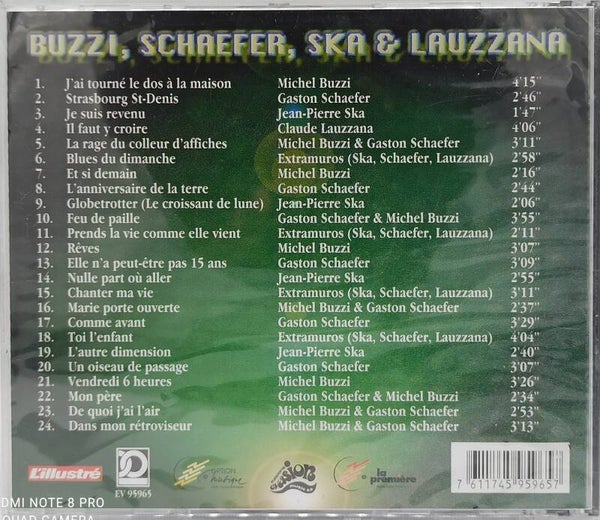 BUZZI, SCHAEFER, SKA & LAUZZANA
1. J'ai tourné le dos à la maison Michel Buzzi 4'15"
2. Strasbourg St-Denis Gaston Schaefer 2'46"
3. Je suis revenu Jean-Pierre Ska 1'47"
4. Il faut y croire Claude Lauzzana 4'06"
5. La rage du colleur d'affiches Michel Buzzi & Gaston Schaefer 3'11"
6. Blues du dimanche Extramuros (Ska, Schaefer, Lauzzana) 2'58"
7. Et si demain Michel Buzzi 2'16"
8. L'anniversaire de la terre Gaston Schaefer 2'44"
9. Globetrotter (Le croissant de lune) Jean-Pierre Ska 2'06"
10. Feu de paille Gaston Schaefer & Michel Buzzi 3'55"
11. Prends la vie comme elle vient Extramuros (Ska, Schaefer, Lauzzana) 2'11"
12. Rêves Michel Buzzi 3'07"
13. Elle n'a peut-être pas 15 ans Gaston Schaefer 3'09"
14. Nulle part où aller Jean-Pierre Ska 2'55"
15. Chanter ma vie Extramuros (Ska, Schaefer, Lauzzana) 3'11"
16. Marie porte ouverte Michel Buzzi & Gaston Schaefer 2'37"
17. Comme avant Gaston Schaefer 3'29"
18. Toi l'enfant Extramuros (Ska, Schaefer, Lauzzana) 4'04"
19. L'autre dimension Jean-Pierre Ska 2'40"
20. Un oiseau de passage Gaston Schaefer 3'07"
21. Vendredi 6 heures Michel Buzzi 3'26"
22. Mon père Gaston Schaefer & Michel Buzzi 2'34"
23. De quoi j'ai l'air Michel Buzzi & Gaston Schaefer 2'53"
24. Dans mon rétroviseur Michel Buzzi & Gaston Schaefer 3'13"
L'illustré
EV 95965
OPTION musique
evasion
la première
7 611745 959657
DMI NOTE 8 PRO
QUAD CAMERA